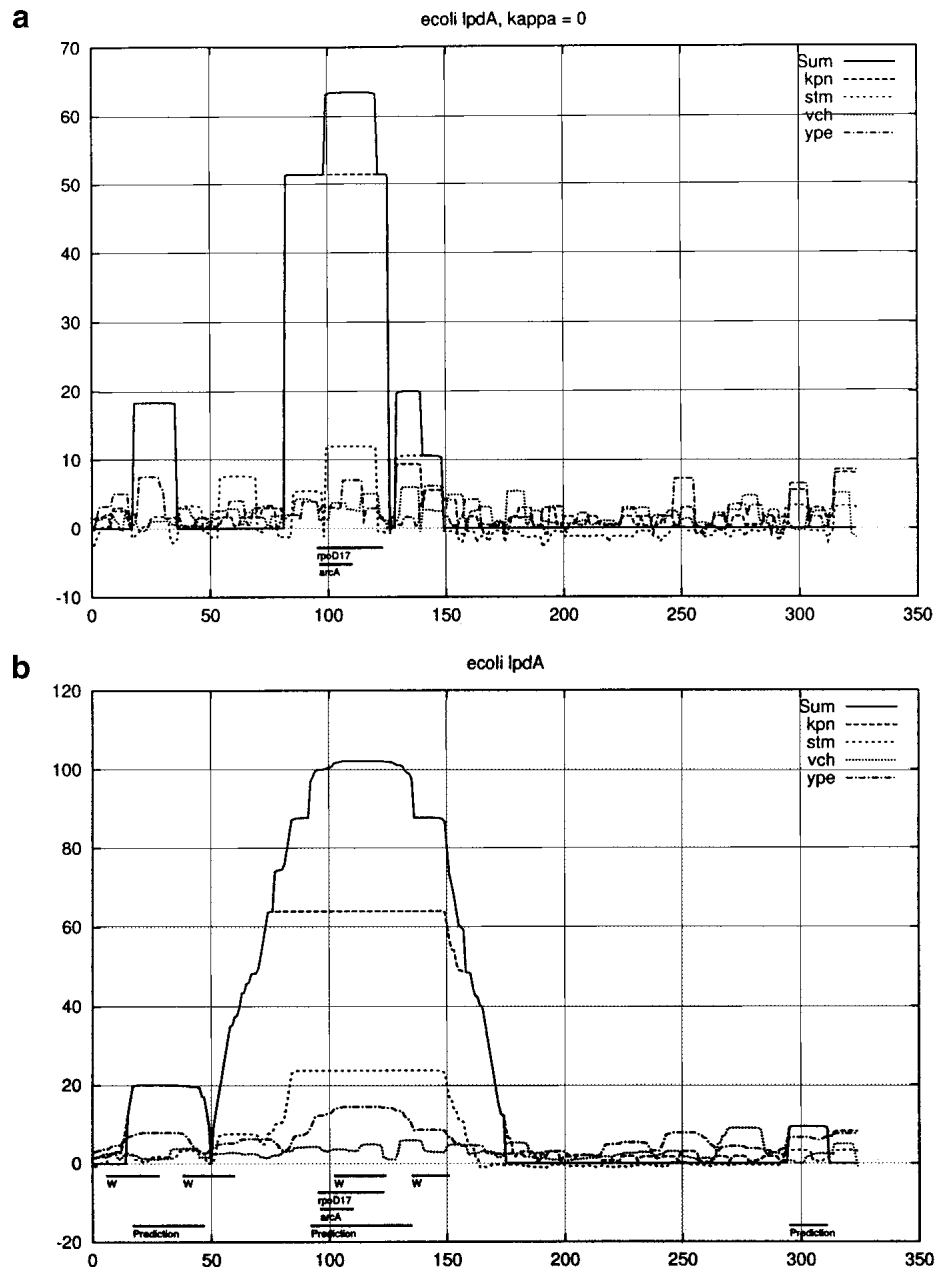 a
ecoli lpdA, kappa = 0
70
60
50
40
30
20
10
0
-10
Sum
kpn
stm
vch
ype
rpoD17
arcA
0 50 100 150 200 250 300 350
b
ecoli lpdA
120
100
80
60
40
20
0
-20
Sum
kpn
stm
vch
ype
W W W W
rpoD17
arcA
Prediction Prediction Prediction
0 50 100 150 200 250 300 350